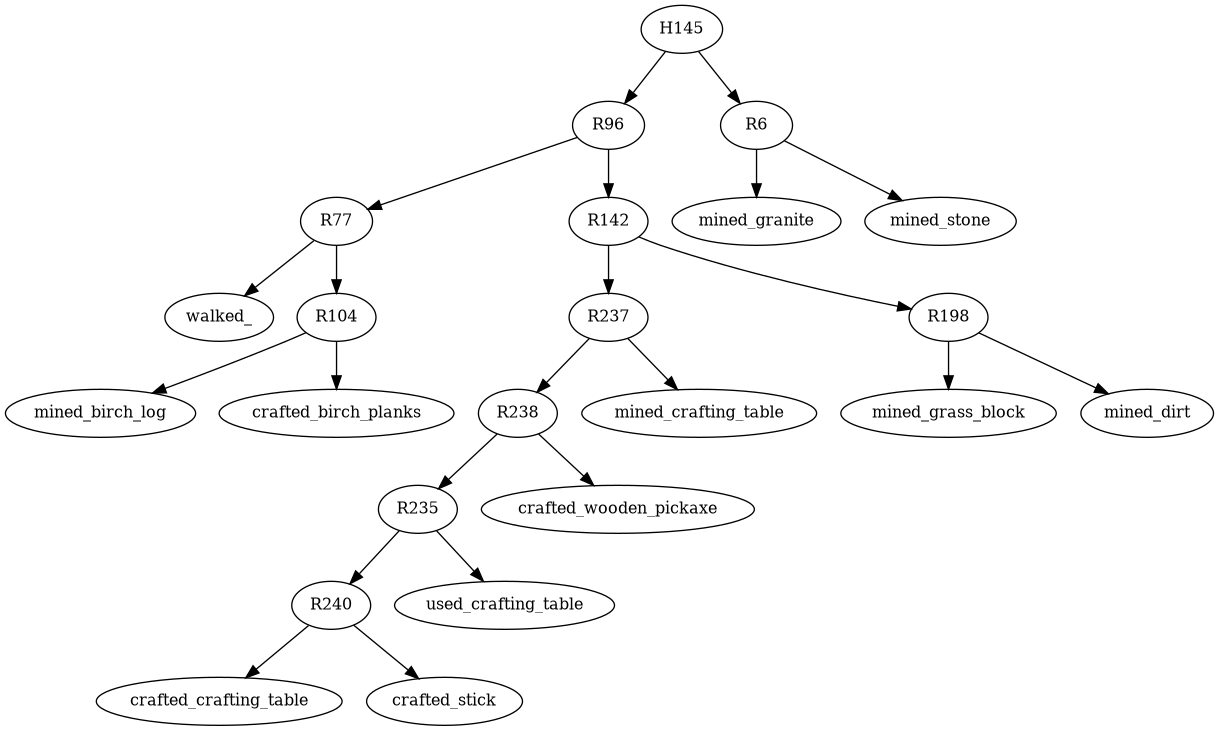 H145
R96
R6
R77
R142
mined_granite
mined_stone
walked_
R104
R237
R198
mined_birch_log
crafted_birch_planks
R238
mined_crafting_table
mined_grass_block
mined_dirt
R235
crafted_wooden_pickaxe
R240
used_crafting_table
crafted_crafting_table
crafted_stick